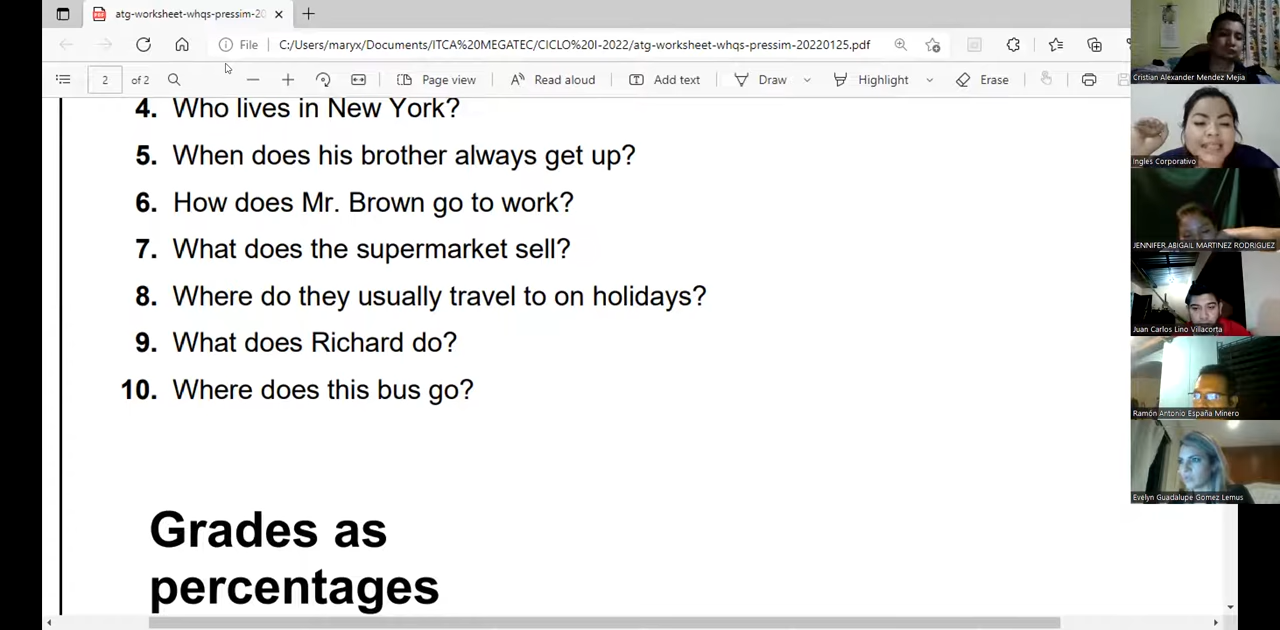 atg-worksheet-whqs-pressim-20
File
C:/Users/maryx/Documents/ITCA%20MEGATEC/CICLO%20I-2022/atg-worksheet-whqs-pressim-20220125.pdf
2 of 2
Page view
Read aloud
Add text
Draw
Highlight
Erase
4. Who lives in New York?
5. When does his brother always get up?
6. How does Mr. Brown go to work?
7. What does the supermarket sell?
8. Where do they usually travel to on holidays?
9. What does Richard do?
10. Where does this bus go?
Grades as
percentages
Cristian Alexander Mendez Mejia
Ingles Corporativo
JENNIFER ABIGAIL MARTINEZ RODRIGUEZ
Juan Carlos Lino Villacorta
Ramón Antonio España Minero
Evelyn Guadalupe Gomez Lemus